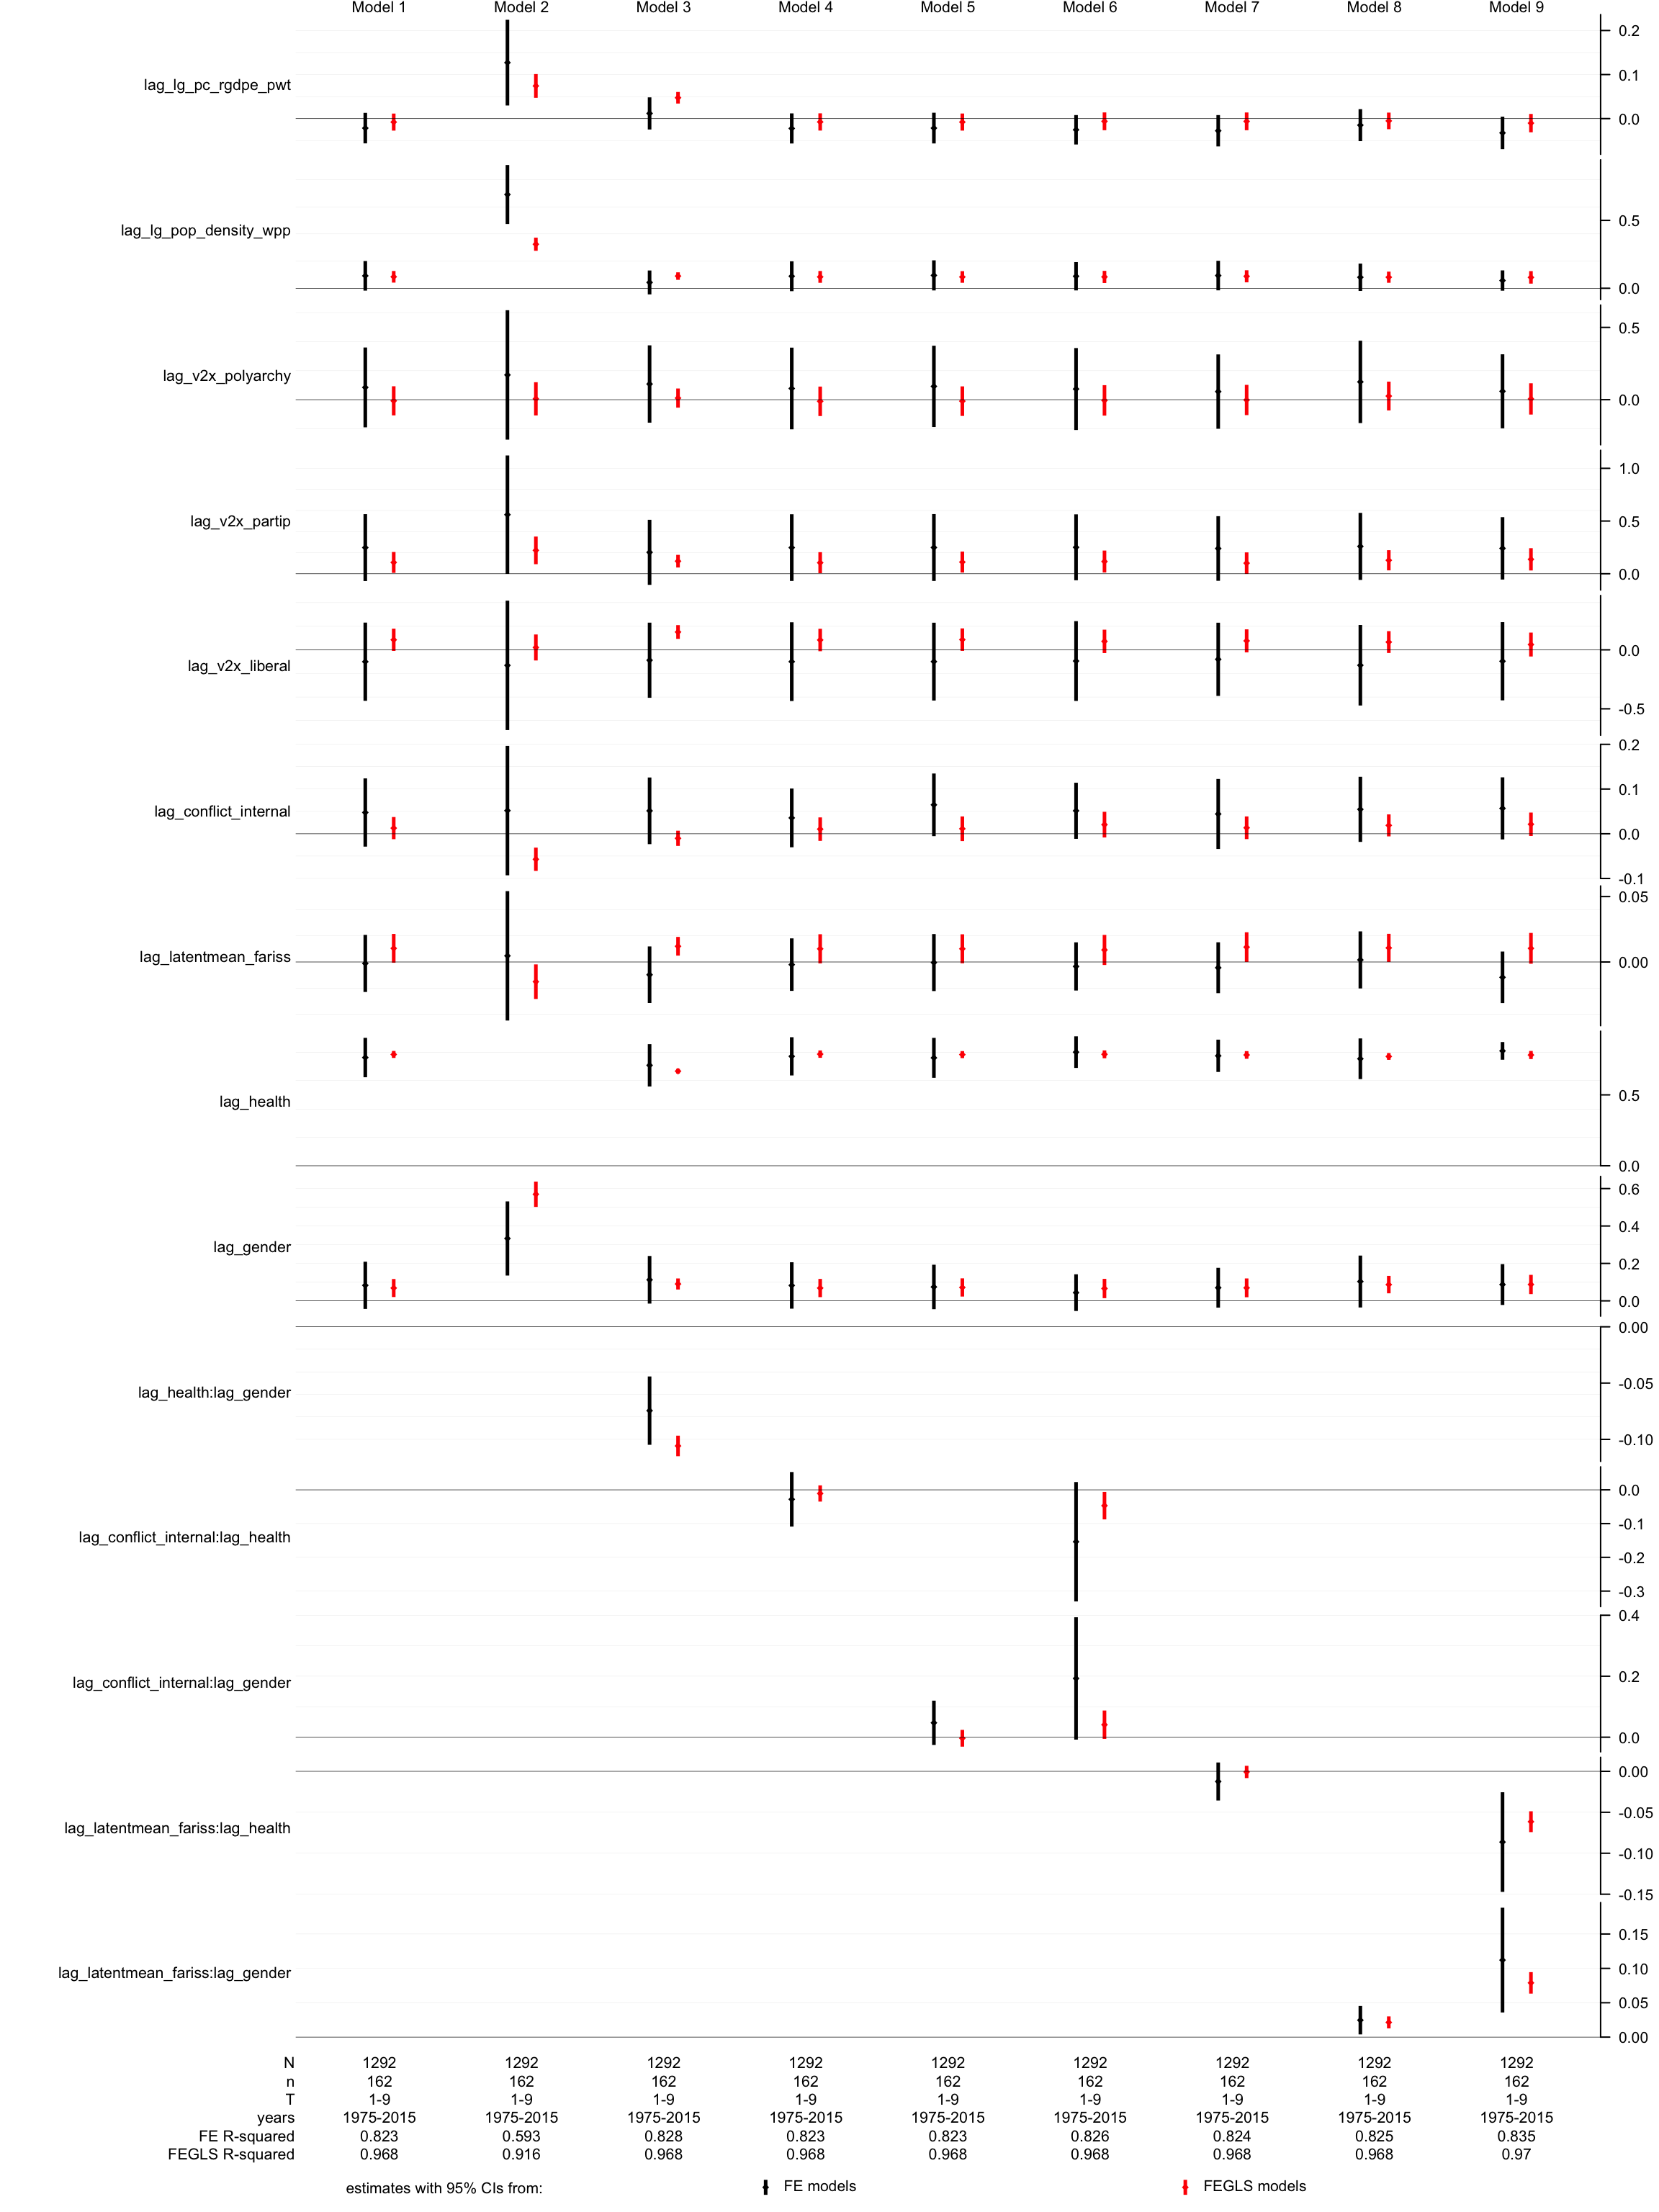 Model 1 Model 2 Model 3 Model 4 Model 5 Model 6 Model 7 Model 8 Model 9
lag_lg_pc_rgdpe_pwt
0.2
0.1
0.0
lag_lg_pop_density_wpp
0.5
0.0
lag_v2x_polyarchy
0.5
0.0
lag_v2x_partip
1.0
0.5
0.0
lag_v2x_liberal
0.0
-0.5
lag_conflict_internal
0.2
0.1
0.0
-0.1
lag_latentmean_fariss
0.05
0.00
lag_health
0.5
0.0
lag_gender
0.6
0.4
0.2
0.0
lag_health:lag_gender
0.00
-0.05
-0.10
lag_conflict_internal:lag_health
0.0
-0.1
-0.2
-0.3
lag_conflict_internal:lag_gender
0.4
0.2
0.0
lag_latentmean_fariss:lag_health
0.00
-0.05
-0.10
-0.15
lag_latentmean_fariss:lag_gender
0.15
0.10
0.05
0.00
N 1292 1292 1292 1292 1292 1292 1292 1292 1292
n 162 162 162 162 162 162 162 162 162
T 1-9 1-9 1-9 1-9 1-9 1-9 1-9 1-9 1-9
years 1975-2015 1975-2015 1975-2015 1975-2015 1975-2015 1975-2015 1975-2015 1975-2015 1975-2015
FE R-squared 0.823 0.593 0.828 0.823 0.823 0.826 0.824 0.825 0.835
FEGLS R-squared 0.968 0.916 0.968 0.968 0.968 0.968 0.968 0.968 0.97
estimates with 95% CIs from: FE models FEGLS models